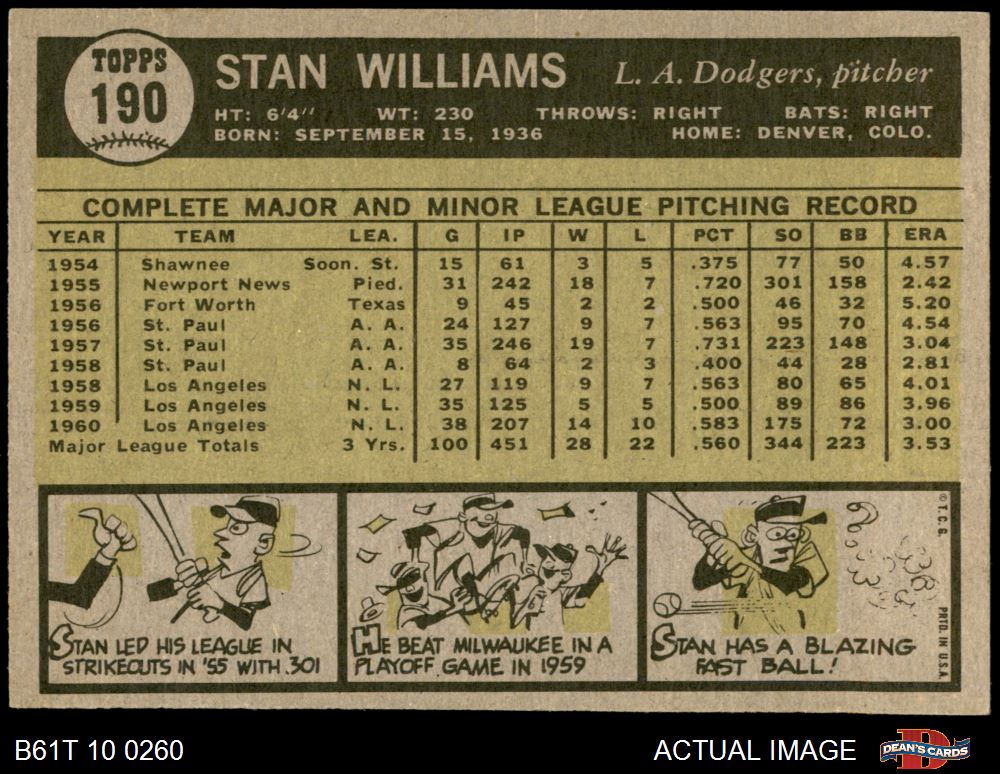 TOPPS
190
STAN WILLIAMS L. A. Dodgers, pitcher
HT: 6'4" WT: 230 THROWS: RIGHT BATS: RIGHT
BORN: SEPTEMBER 15, 1936 HOME: DENVER, COLO.
COMPLETE MAJOR AND MINOR LEAGUE PITCHING RECORD
YEAR TEAM LEA. G IP W L PCT SO BB ERA
1954 Shawnee Soon. St. 15 61 3 5 .375 77 50 4.57
1955 Newport News Pied. 31 242 18 7 .720 301 158 2.42
1956 Fort Worth Texas 9 45 2 2 .500 46 32 5.20
1956 St. Paul A. A. 24 127 9 7 .563 95 70 4.54
1957 St. Paul A. A. 35 246 19 7 .731 223 148 3.04
1958 St. Paul A. A. 8 64 2 3 .400 44 28 2.81
1958 Los Angeles N. L. 27 119 9 7 .563 80 65 4.01
1959 Los Angeles N. L. 35 125 5 5 .500 89 86 3.96
1960 Los Angeles N. L. 38 207 14 10 .583 175 72 3.00
Major League Totals 3 Yrs. 100 451 28 22 .560 344 223 3.53
STAN LED HIS LEAGUE IN
STRIKEOUTS IN '55 WITH 301
HE BEAT MILWAUKEE IN A
PLAYOFF GAME IN 1959
STAN HAS A BLAZING
FAST BALL!
© T.C.G. PRTD. IN U.S.A.
B61T 10 0260 ACTUAL IMAGE DEAN'S CARDS